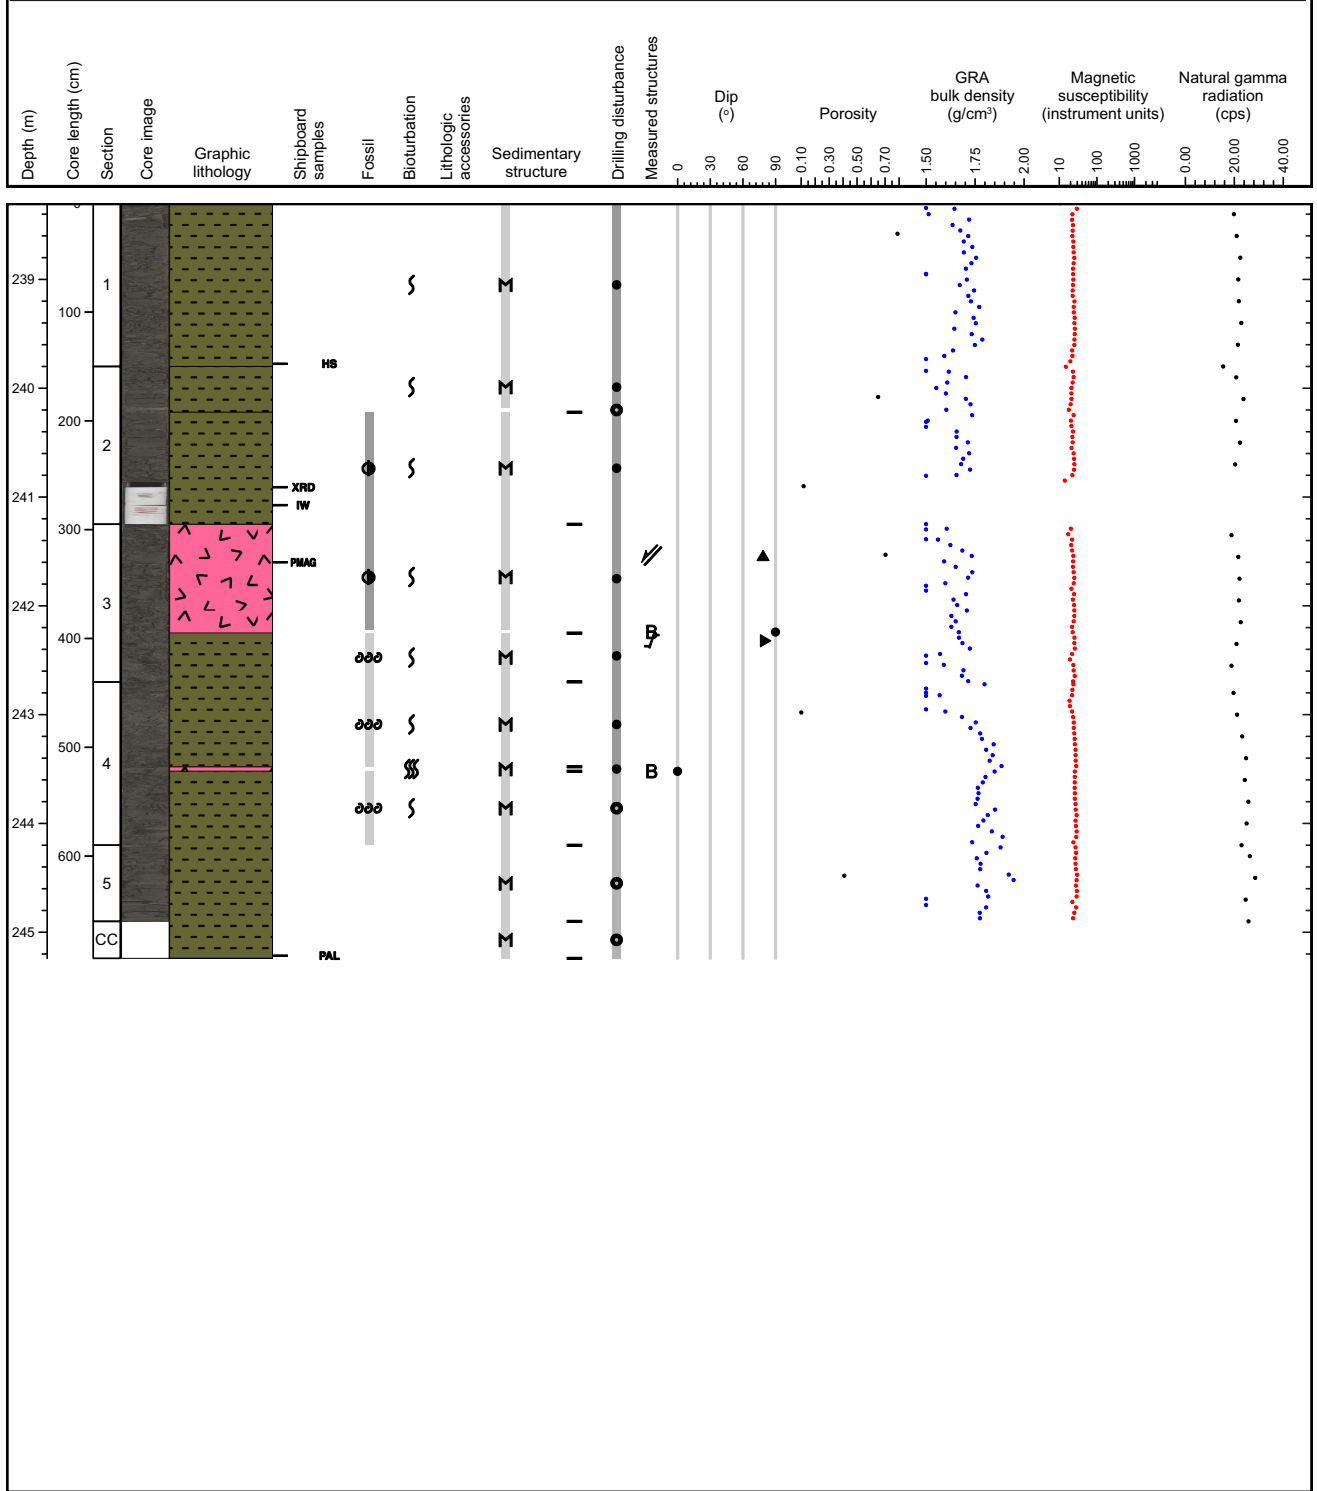 Depth (m)
Core length (cm)
Section
Core image
Graphic
lithology
Shipboard
samples
Fossil
Bioturbation
Lithologic
accessories
Sedimentary
structure
Drilling disturbance
Measured structures
Dip
(o)
Porosity
GRA
bulk density
(g/cm³)
Magnetic
susceptibility
(instrument units)
Natural gamma
radiation
(cps)
0 30 60 90
0.10 0.30 0.50 0.70
1.50 1.75 2.00
10 100 1000
0.00 20.00 40.00
239
1
100
HS
240
200
2
241
XRD
IW
300
PMAG
3
242
400
B
243
500
4
B
244
600
5
245
CC
PAL